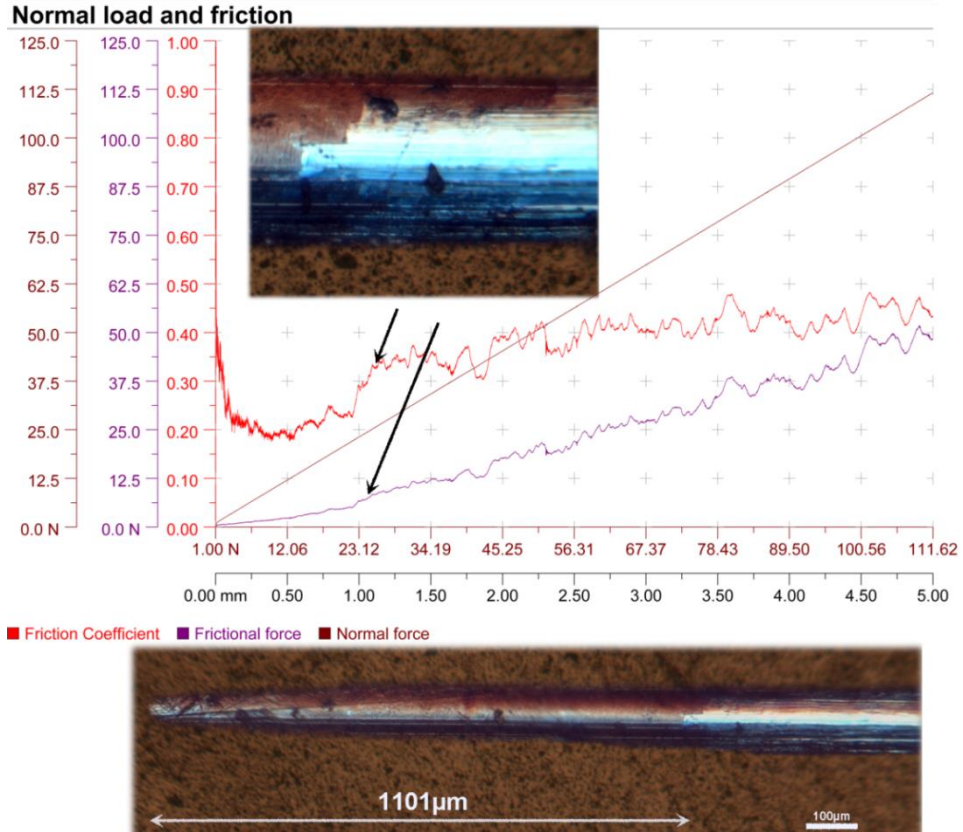 Normal load and friction
125.0 125.0 1.00
112.5 112.5 0.90
100.0 100.0 0.80
87.5 87.5 0.70
75.0 75.0 0.60
62.5 62.5 0.50
50.0 50.0 0.40
37.5 37.5 0.30
25.0 25.0 0.20
12.5 12.5 0.10
0.0 N 0.0 N 0.00
1.00 N 12.06 23.12 34.19 45.25 56.31 67.37 78.43 89.50 100.56 111.62
0.00 mm 0.50 1.00 1.50 2.00 2.50 3.00 3.50 4.00 4.50 5.00
Friction Coefficient Frictional force Normal force
1101µm
100µm